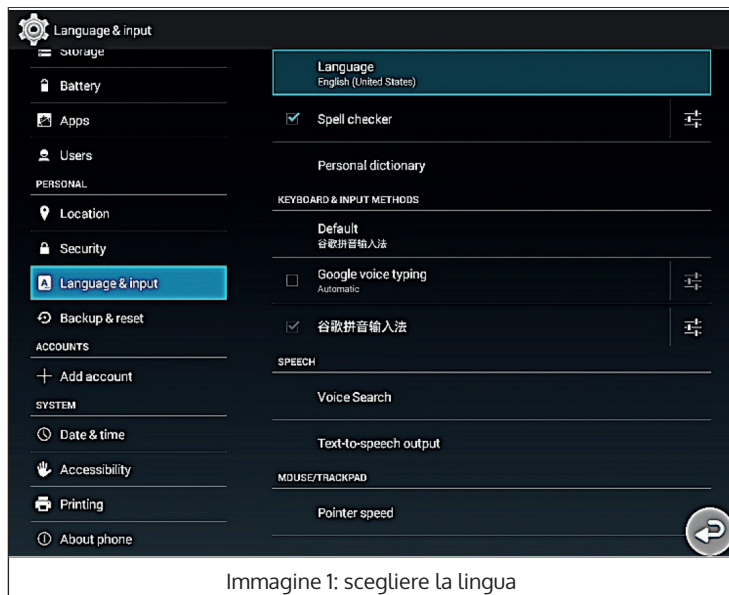 Language & input
Storage
Battery
Apps
Users
PERSONAL
Location
Security
Language & input
Backup & reset
ACCOUNTS
Add account
SYSTEM
Date & time
Accessibility
Printing
About phone
Language
English (United States)
Spell checker
Personal dictionary
KEYBOARD & INPUT METHODS
Default
谷歌拼音输入法
Google voice typing
Automatic
谷歌拼音输入法
SPEECH
Voice Search
Text-to-speech output
MOUSE/TRACKPAD
Pointer speed
Immagine 1: scegliere la lingua